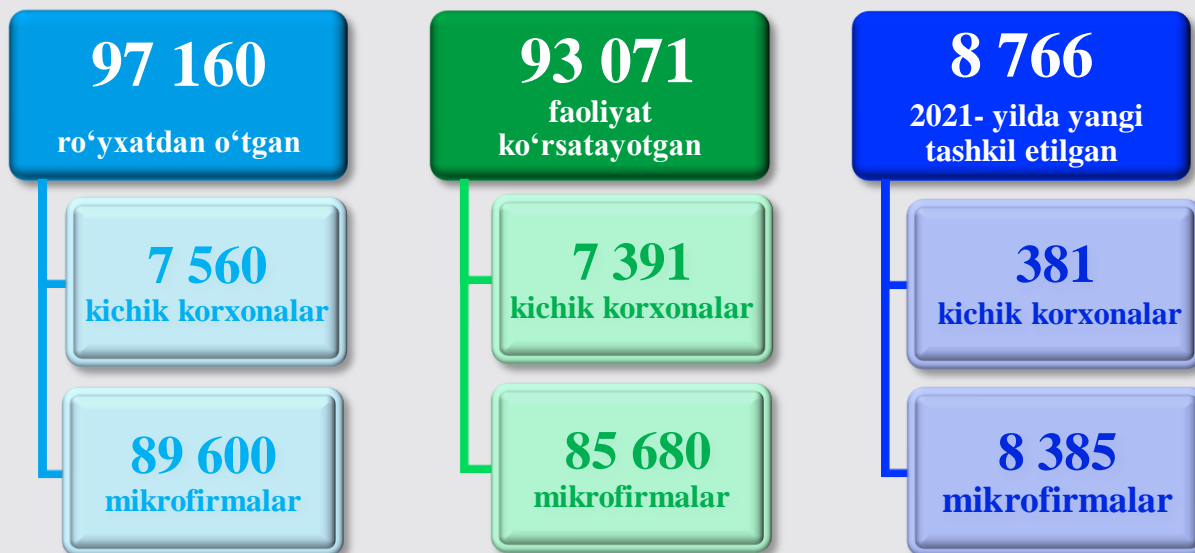 97 160
ro‘yxatdan o‘tgan
7 560
kichik korxonalar
89 600
mikrofirmalar
93 071
faoliyat
ko‘rsatayotgan
7 391
kichik korxonalar
85 680
mikrofirmalar
8 766
2021- yilda yangi
tashkil etilgan
381
kichik korxonalar
8 385
mikrofirmalar